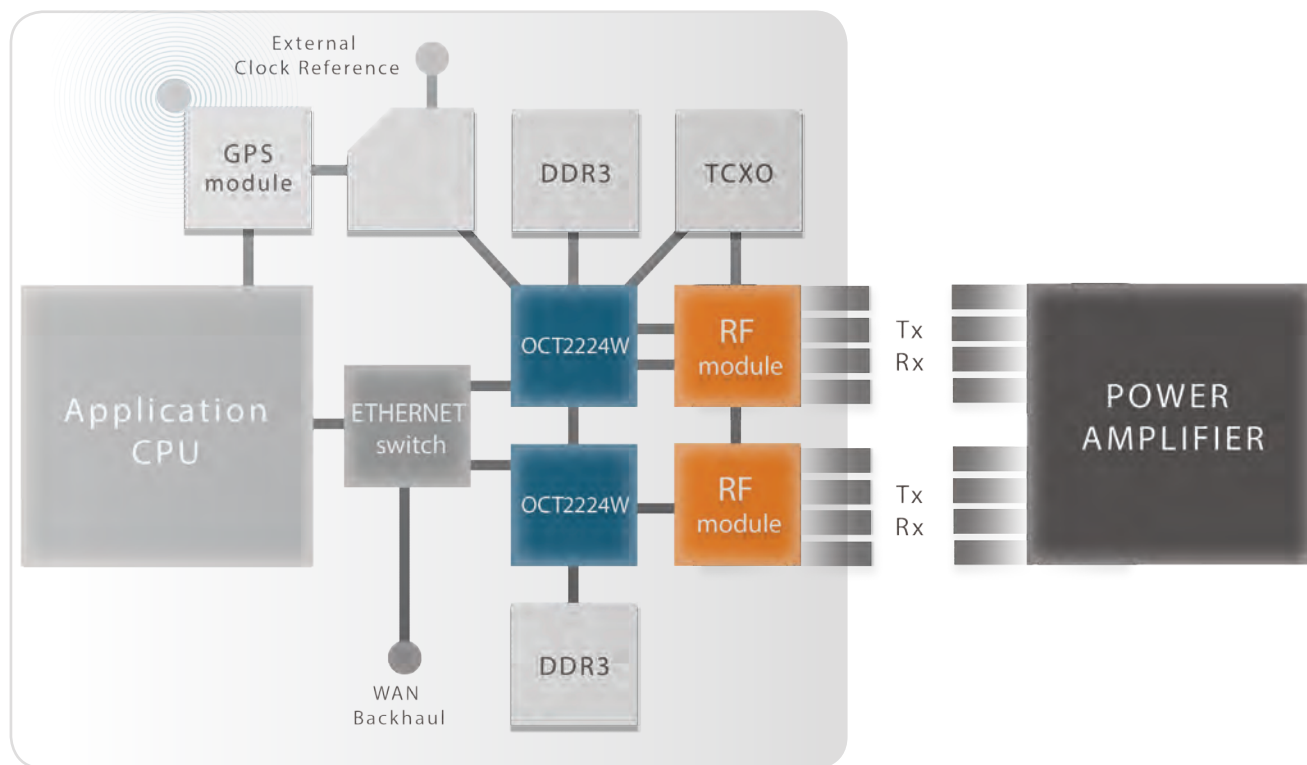 External
Clock Reference
GPS
module
DDR3
TCXO
OCT2224W
RF
module
Tx
Rx
Application
CPU
ETHERNET
switch
POWER
AMPLIFIER
OCT2224W
RF
module
Tx
Rx
DDR3
WAN
Backhaul